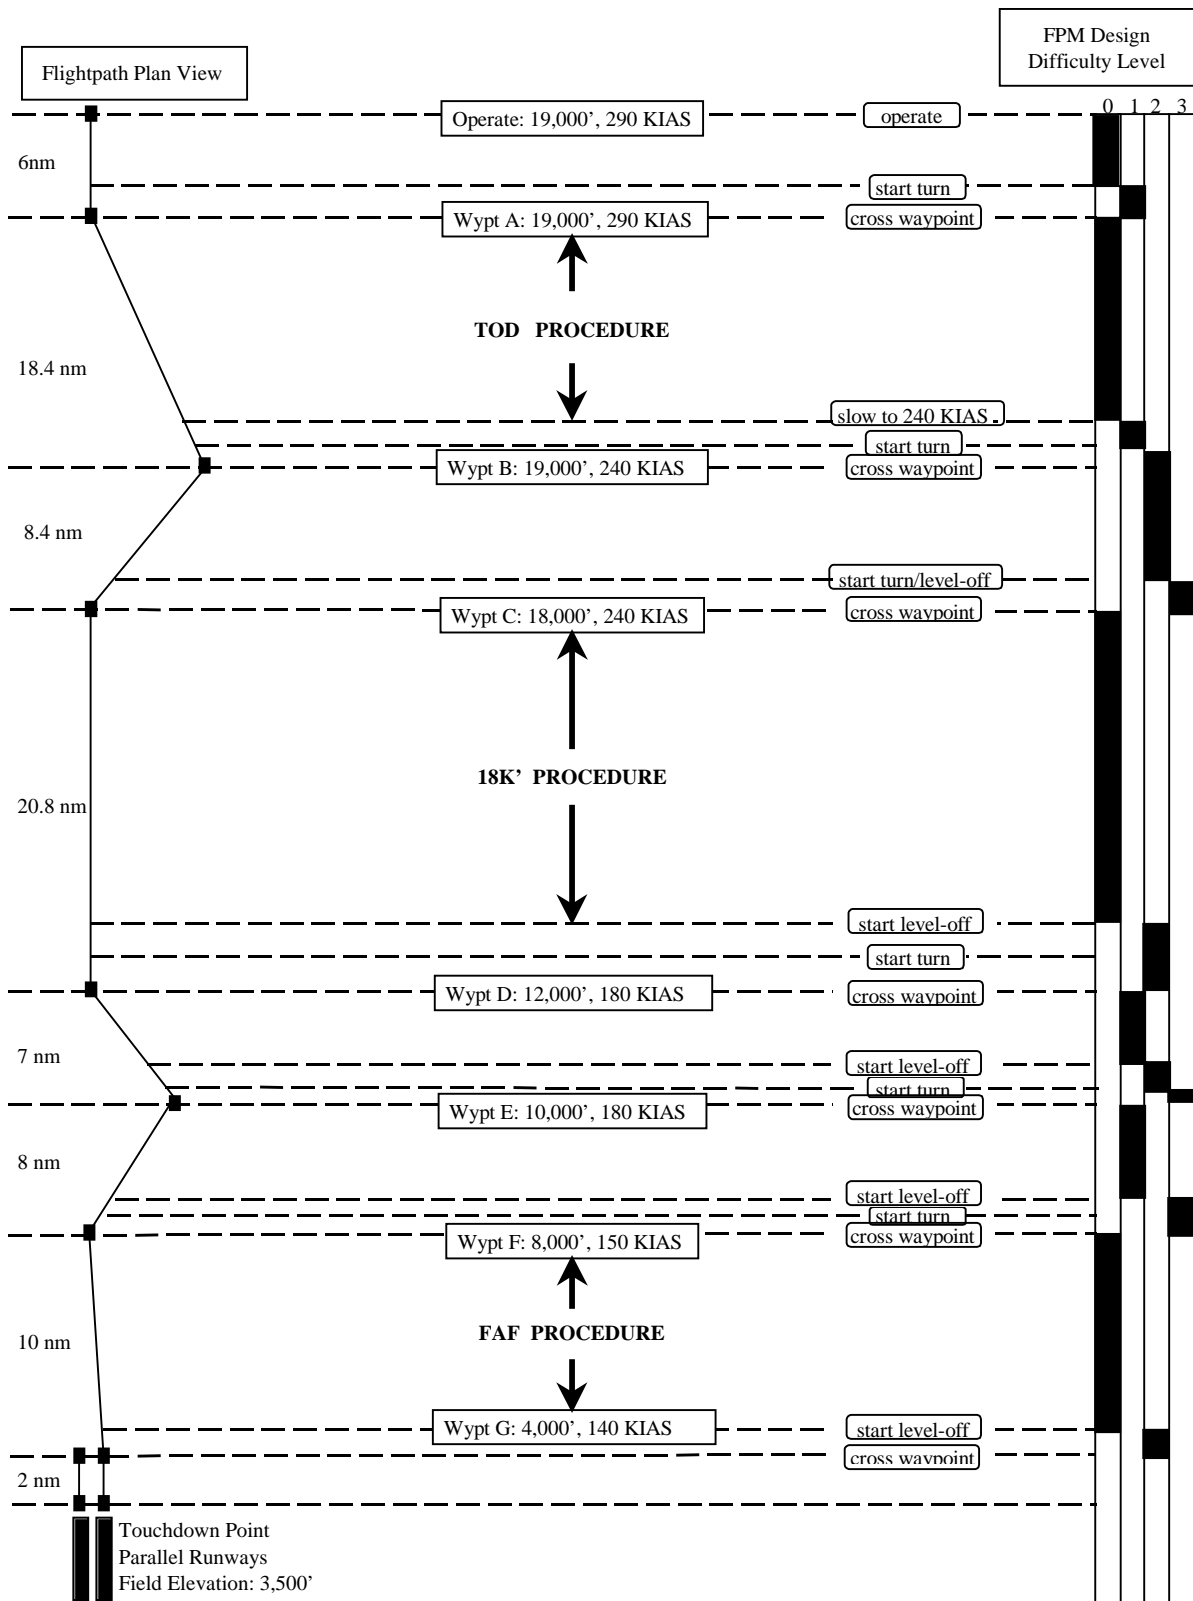 FPM Design
Difficulty Level
Flightpath Plan View
0 1 2 3
Operate: 19,000’, 290 KIAS
operate
6nm
start turn
Wypt A: 19,000’, 290 KIAS
cross waypoint
TOD PROCEDURE
18.4 nm
slow to 240 KIAS
start turn
Wypt B: 19,000’, 240 KIAS
cross waypoint
8.4 nm
start turn/level-off
Wypt C: 18,000’, 240 KIAS
cross waypoint
18K’ PROCEDURE
20.8 nm
start level-off
start turn
Wypt D: 12,000’, 180 KIAS
cross waypoint
7 nm
start level-off
start turn
Wypt E: 10,000’, 180 KIAS
cross waypoint
8 nm
start level-off
start turn
Wypt F: 8,000’, 150 KIAS
cross waypoint
FAF PROCEDURE
10 nm
Wypt G: 4,000’, 140 KIAS
start level-off
cross waypoint
2 nm
Touchdown Point
Parallel Runways
Field Elevation: 3,500’